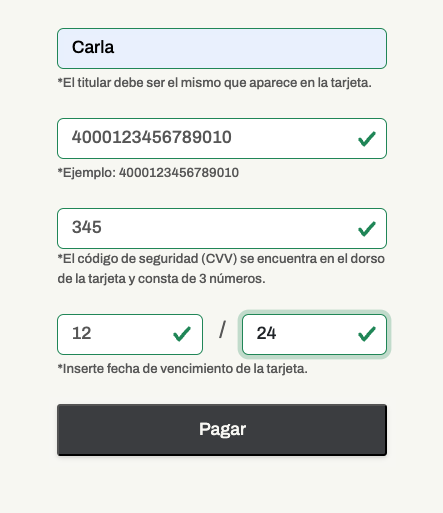 Carla
*El titular debe ser el mismo que aparece en la tarjeta.
4000123456789010
*Ejemplo: 4000123456789010
345
*El código de seguridad (CVV) se encuentra en el dorso
de la tarjeta y consta de 3 números.
12 / 24
*Inserte fecha de vencimiento de la tarjeta.
Pagar